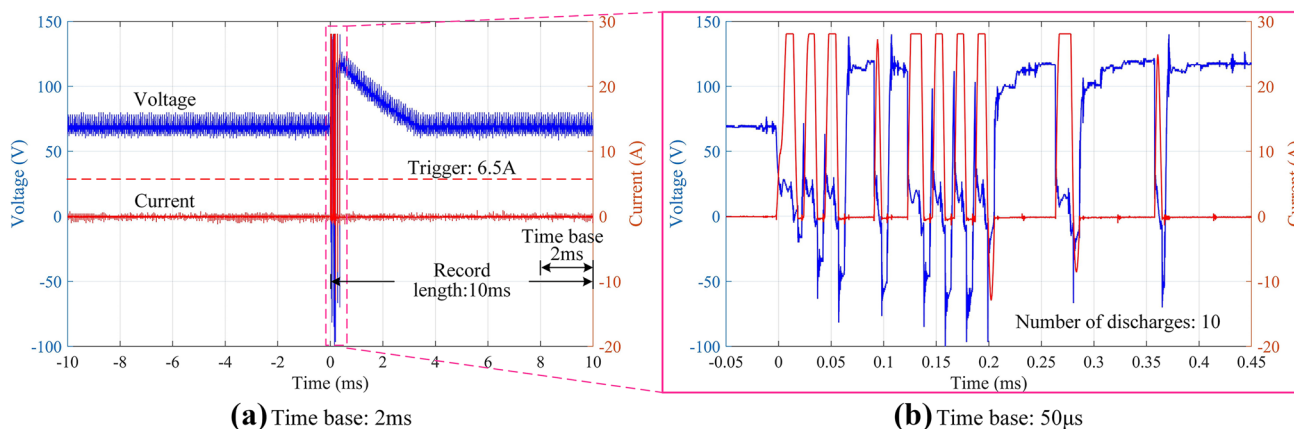 150
100
50
0
-50
-100
Voltage (V)
30
20
10
0
-10
-20
Current (A)
Voltage
Trigger: 6.5A
Current
Time base
2ms
Record
length:10ms
-10 -8 -6 -4 -2 0 2 4 6 8 10
Time (ms)
(a) Time base: 2ms
150
100
50
0
-50
-100
Voltage (V)
30
20
10
0
-10
-20
Current (A)
Number of discharges: 10
-0.05 0 0.05 0.1 0.15 0.2 0.25 0.3 0.35 0.4 0.45
Time (ms)
(b) Time base: 50μs